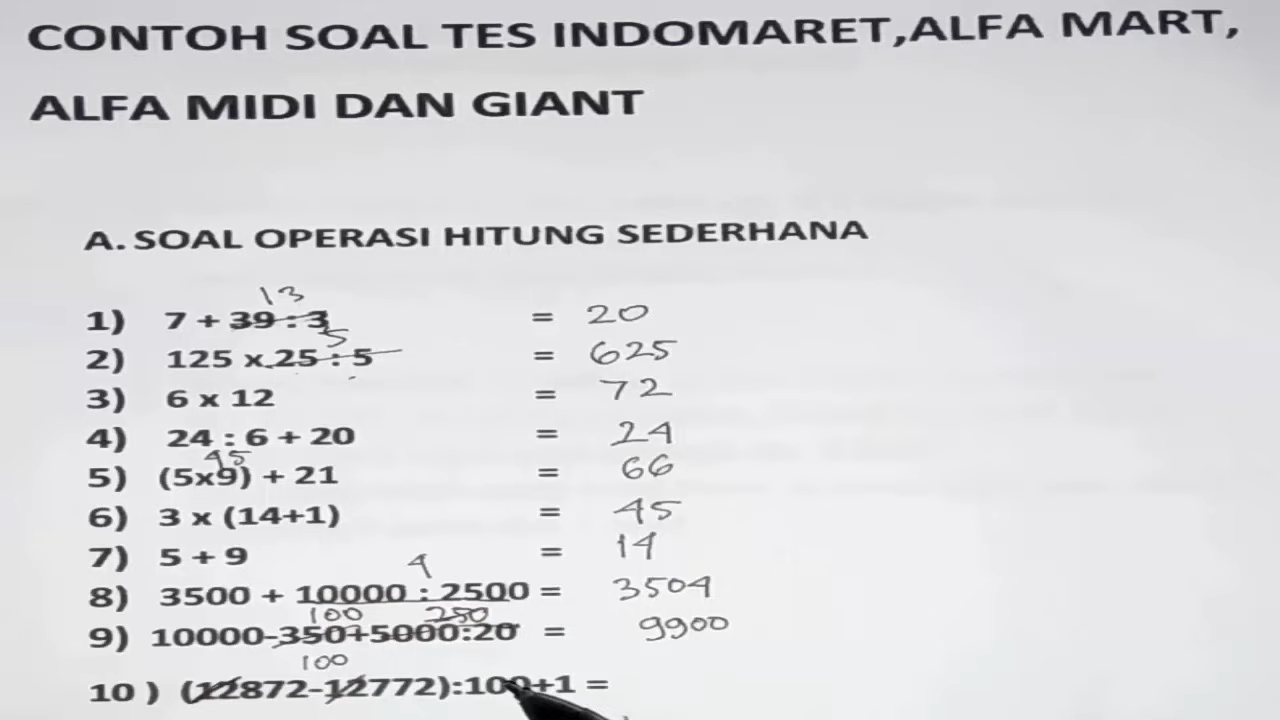 CONTOH SOAL TES INDOMARET,ALFA MART,
ALFA MIDI DAN GIANT
A. SOAL OPERASI HITUNG SEDERHANA
13
1) 7 + 39 : 3 = 20
5
2) 125 x 25 : 5 = 625
3) 6 x 12 = 72
4) 24 : 6 + 20 = 24
45
5) (5x9) + 21 = 66
6) 3 x (14+1) = 45
7) 5 + 9 = 14
4
8) 3500 + 10000 : 2500 = 3504
100 250
9) 10000-350+5000:20 = 9900
100
10 ) (12872-12772):100+1 =